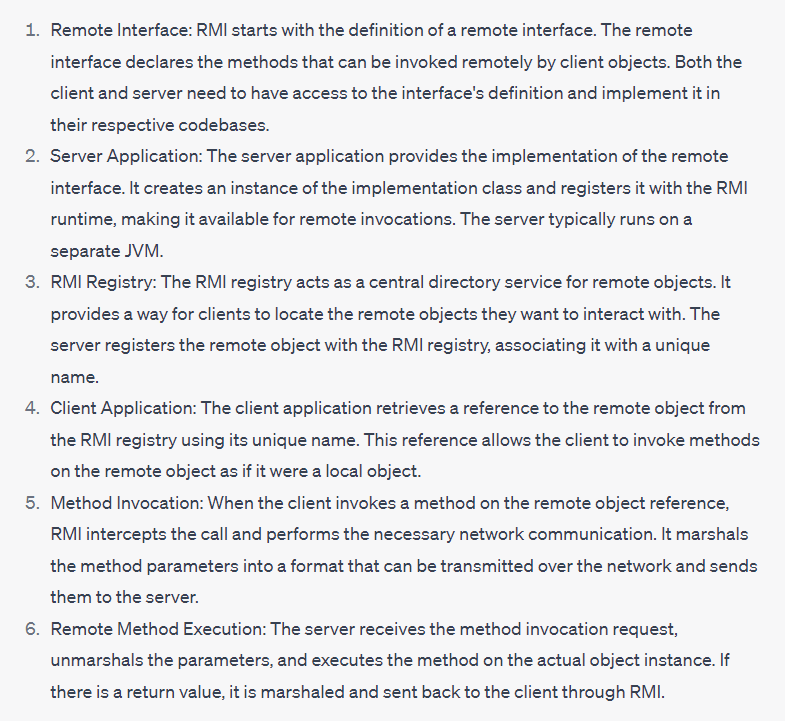 1. Remote Interface: RMI starts with the definition of a remote interface. The remote
interface declares the methods that can be invoked remotely by client objects. Both the
client and server need to have access to the interface's definition and implement it in
their respective codebases.
2. Server Application: The server application provides the implementation of the remote
interface. It creates an instance of the implementation class and registers it with the RMI
runtime, making it available for remote invocations. The server typically runs on a
separate JVM.
3. RMI Registry: The RMI registry acts as a central directory service for remote objects. It
provides a way for clients to locate the remote objects they want to interact with. The
server registers the remote object with the RMI registry, associating it with a unique
name.
4. Client Application: The client application retrieves a reference to the remote object from
the RMI registry using its unique name. This reference allows the client to invoke methods
on the remote object as if it were a local object.
5. Method Invocation: When the client invokes a method on the remote object reference,
RMI intercepts the call and performs the necessary network communication. It marshals
the method parameters into a format that can be transmitted over the network and sends
them to the server.
6. Remote Method Execution: The server receives the method invocation request,
unmarshals the parameters, and executes the method on the actual object instance. If
there is a return value, it is marshaled and sent back to the client through RMI.